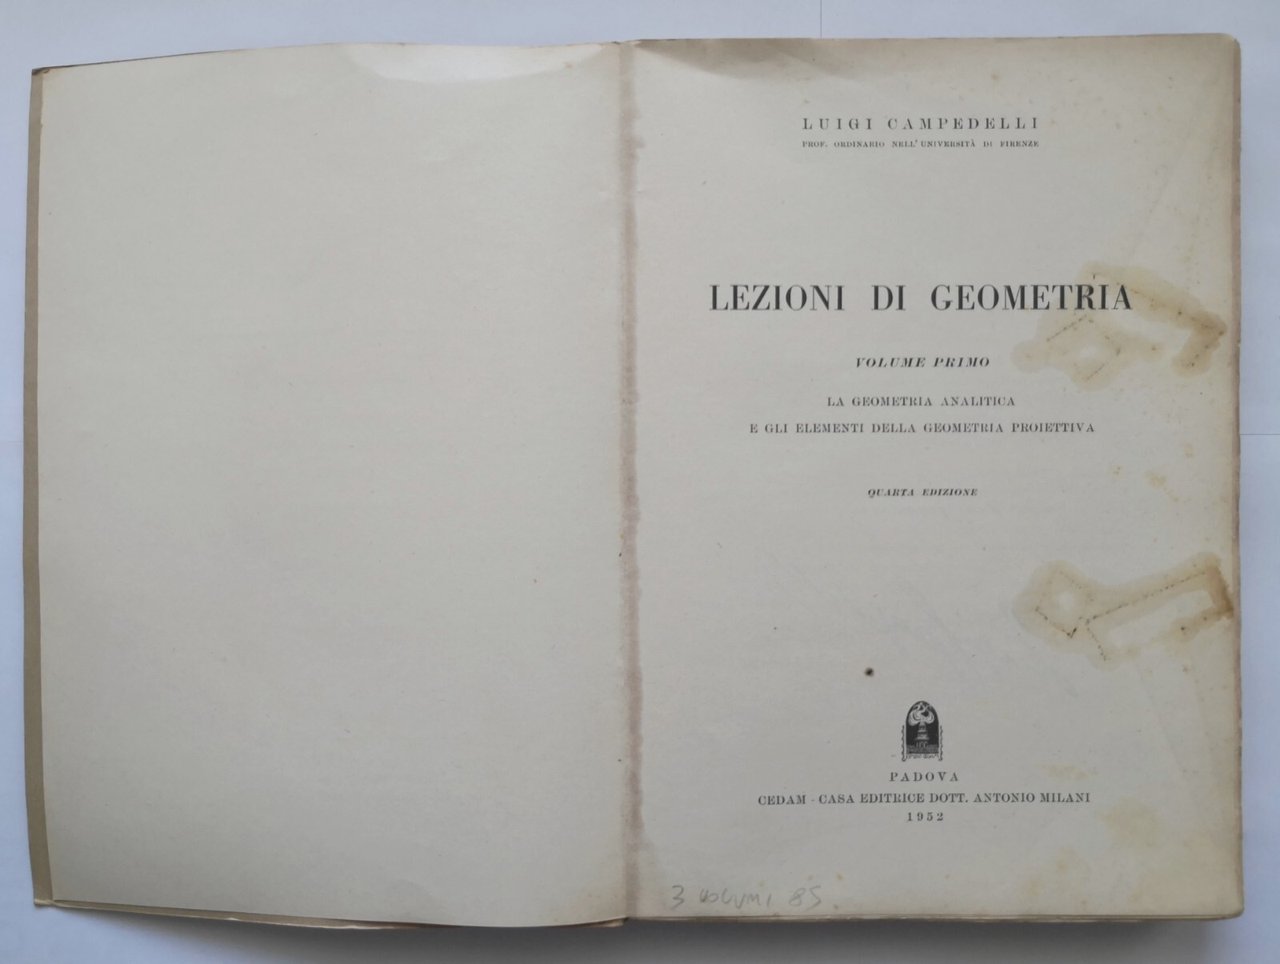 LUIGI CAMPEDELLI
PROF. ORDINARIO NELL'UNIVERSITÀ DI FIRENZE
LEZIONI DI GEOMETRIA
VOLUME PRIMO
LA GEOMETRIA ANALITICA
E GLI ELEMENTI DELLA GEOMETRIA PROIETTIVA
QUARTA EDIZIONE
PADOVA
CEDAM - CASA EDITRICE DOTT. ANTONIO MILANI
1952
3 VOLUMI 85